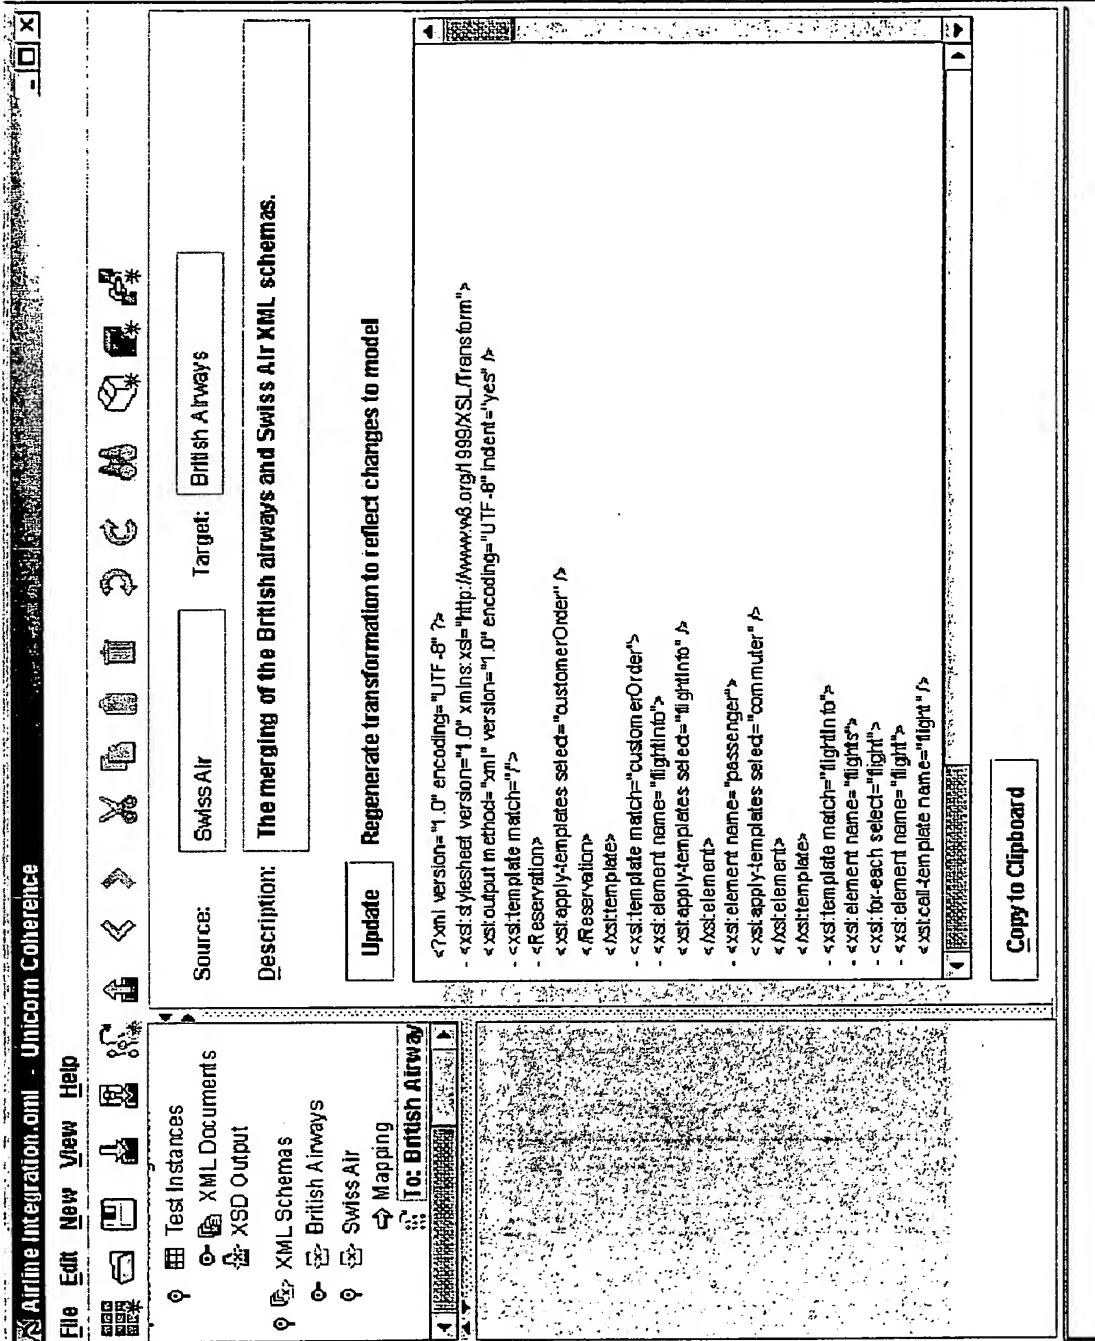 Airline Integration.oml - Unicorn Coherence
File Edit New View Help
Test Instances
XML Documents
XSD Output
XML Schemas
British Airways
Swiss Air
Mapping
To: British Airway
Source: SwissAir Target: British Airways
Description: The merging of the British airways and Swiss Air XML schemas.
Update Regenerate transformation to reflect changes to model
<?xml version="1.0" encoding="UTF-8" ?>
- <xsl:stylesheet version="1.0" xmlns:xsl="http://www.w3.org/1999/XSL/Transform">
<xsl:output method="xml" version="1.0" encoding="UTF-8" indent="yes" />
- <xsl:template match="/">
- <Reservation>
<xsl:apply-templates select="customerOrder" />
</Reservation>
</xsl:template>
- <xsl:template match="customerOrder">
- <xsl:element name="flightInfo">
<xsl:apply-templates select="flightInfo" />
</xsl:element>
- <xsl:element name="passenger">
<xsl:apply-templates select="commuter" />
</xsl:element>
</xsl:template>
- <xsl:template match="flightInfo">
- <xsl:element name="flights">
- <xsl:for-each select="flight">
- <xsl:element name="flight">
<xsl:call-template name="flight" />
Copy to Clipboard